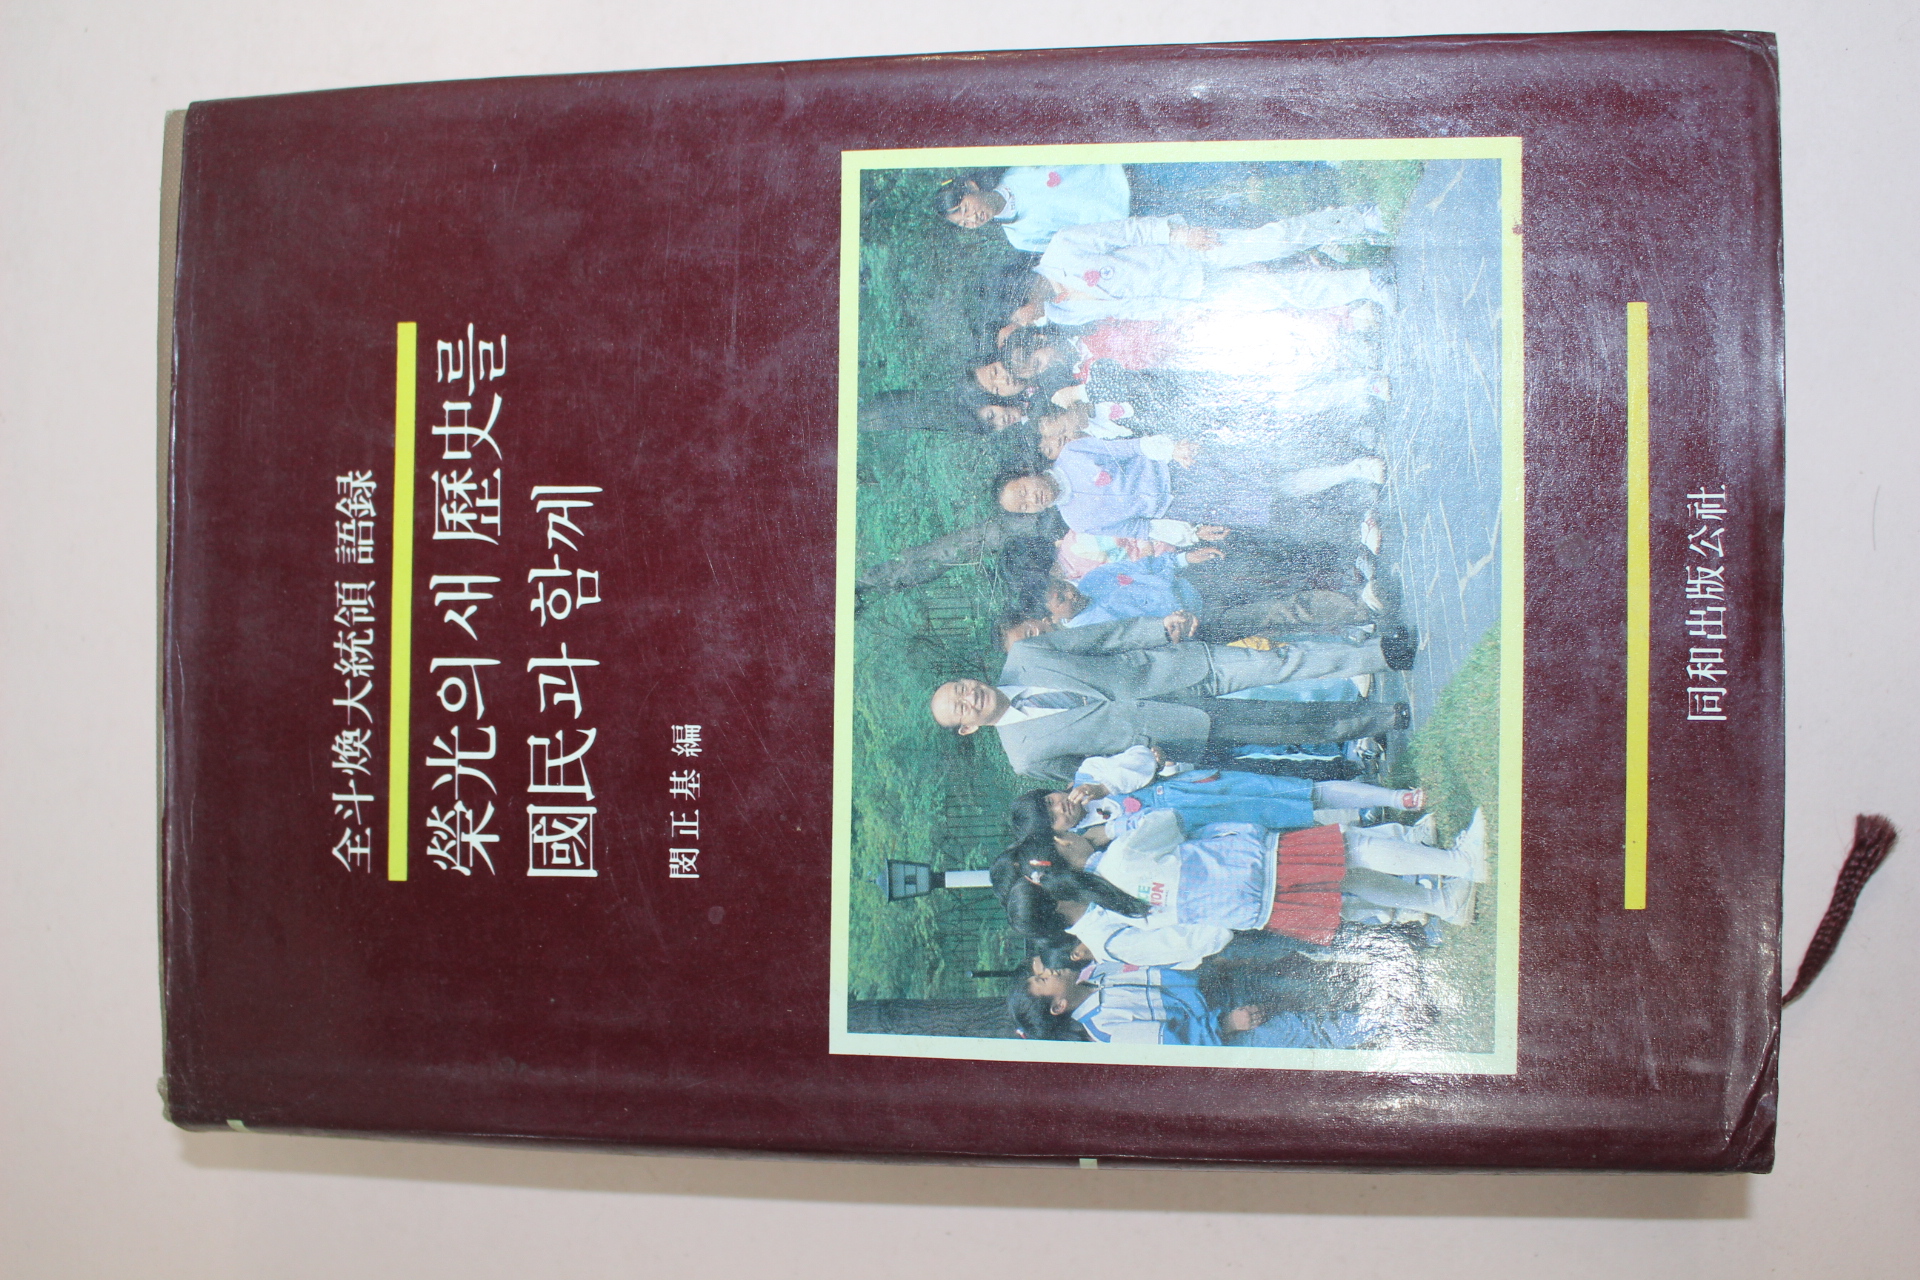 全斗煥大統領 語録
榮光의 새 歷史를
國民과 함께
閔正基 編
同和出版公社